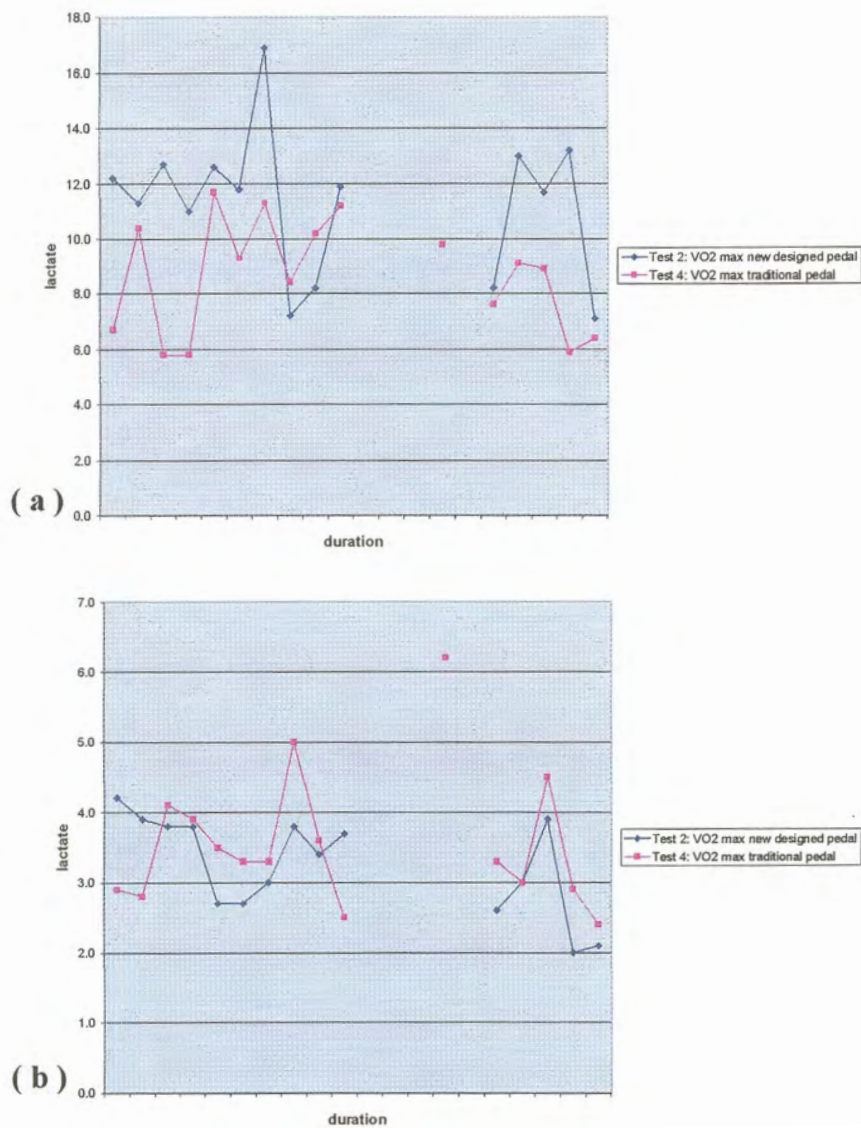 18.0
16.0
14.0
12.0
10.0
8.0
6.0
4.0
2.0
0.0
lactate
duration
Test 2: VO2 max new designed pedal
Test 4: VO2 max traditional pedal
( a )
7.0
6.0
5.0
4.0
3.0
2.0
1.0
0.0
lactate
duration
Test 2: VO2 max new designed pedal
Test 4: VO2 max traditional pedal
( b )